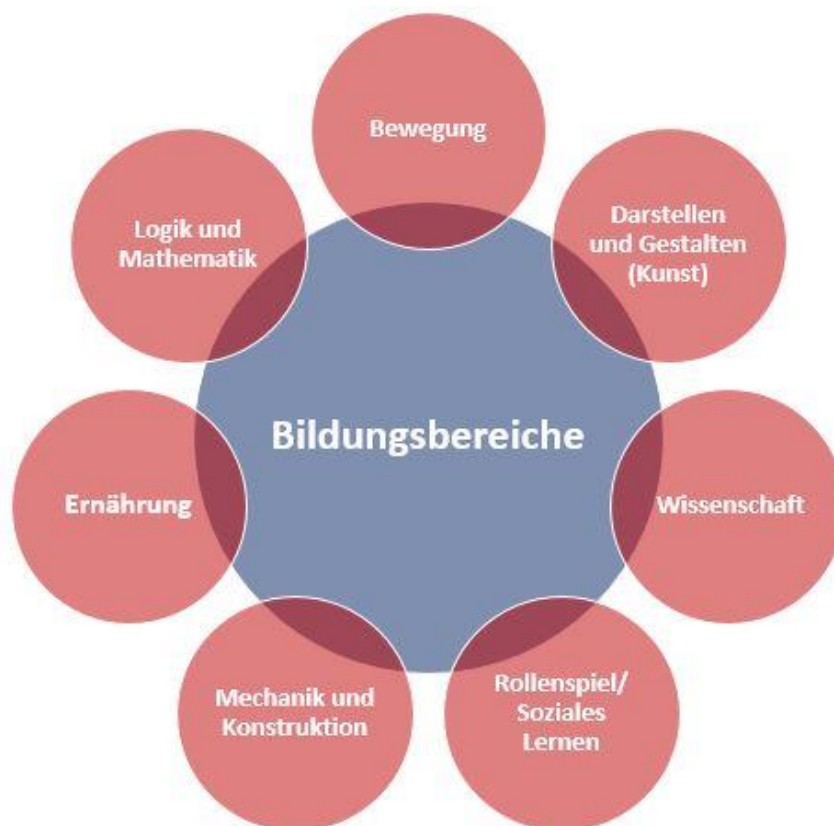 Bewegung
Darstellen
und Gestalten
(Kunst)
Logik und
Mathematik
Bildungsbereiche
Ernährung
Wissenschaft
Mechanik und
Konstruktion
Rollenspiel/
Soziales
Lernen